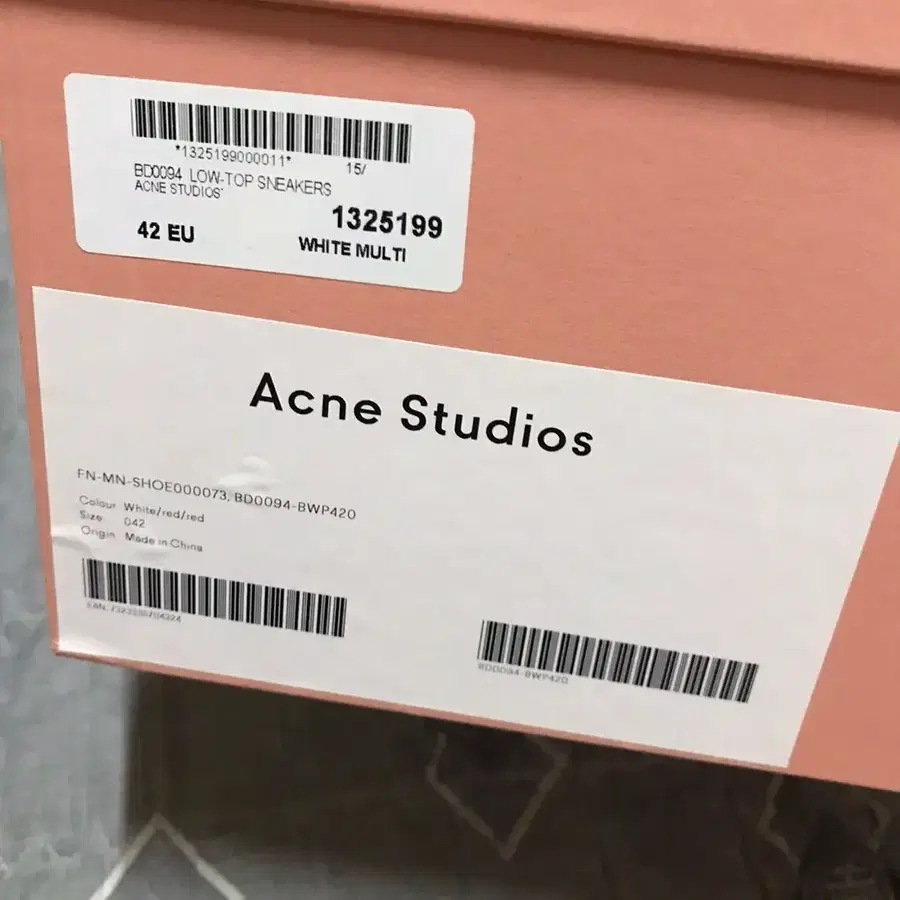 *1325199000011*
15/
BD0094 LOW-TOP SNEAKERS
ACNE STUDIOS
1325199
42 EU
WHITE MULTI
Acne Studios
FN-MN-SHOE000073, BD0094-BWP420
Colour White/red/red
Size 042
Origin Made in China
EAN:
BD0094-BWP420